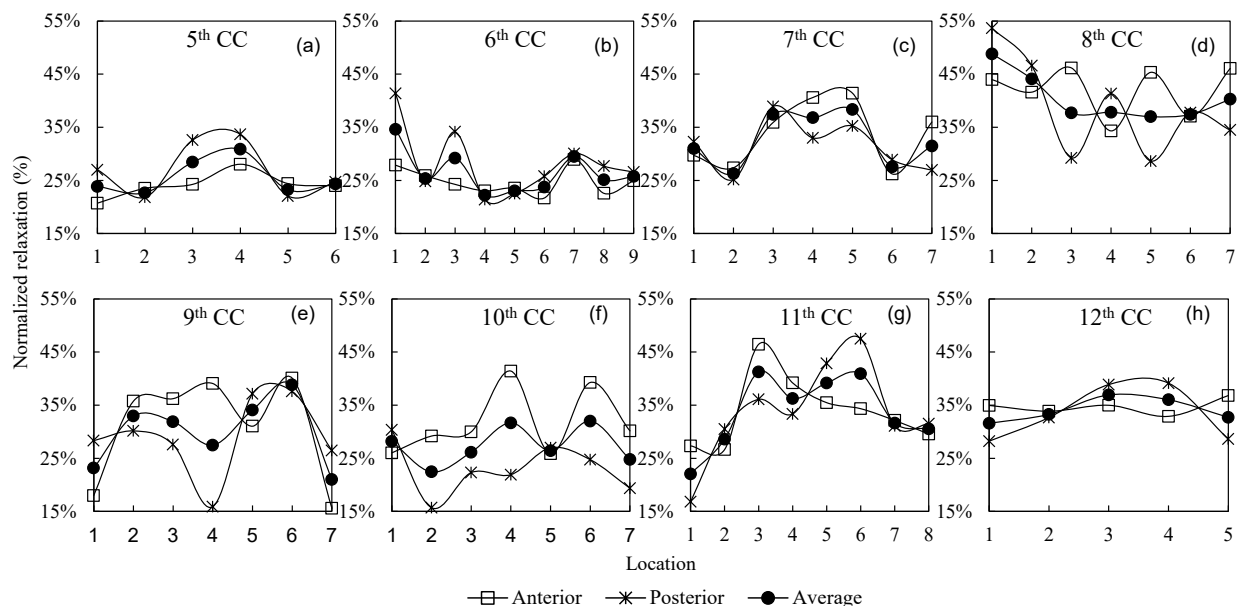 Normalized relaxation (%)
5th CC (a)
55%
45%
35%
25%
15%
1 2 3 4 5 6
6th CC (b)
55%
45%
35%
25%
15%
1 2 3 4 5 6 7 8 9
7th CC (c)
55%
45%
35%
25%
15%
1 2 3 4 5 6 7
8th CC (d)
55%
45%
35%
25%
15%
1 2 3 4 5 6 7
9th CC (e)
55%
45%
35%
25%
15%
1 2 3 4 5 6 7
10th CC (f)
55%
45%
35%
25%
15%
1 2 3 4 5 6 7
11th CC (g)
55%
45%
35%
25%
15%
1 2 3 4 5 6 7 8
12th CC (h)
55%
45%
35%
25%
15%
1 2 3 4 5
Location
Anterior Posterior Average